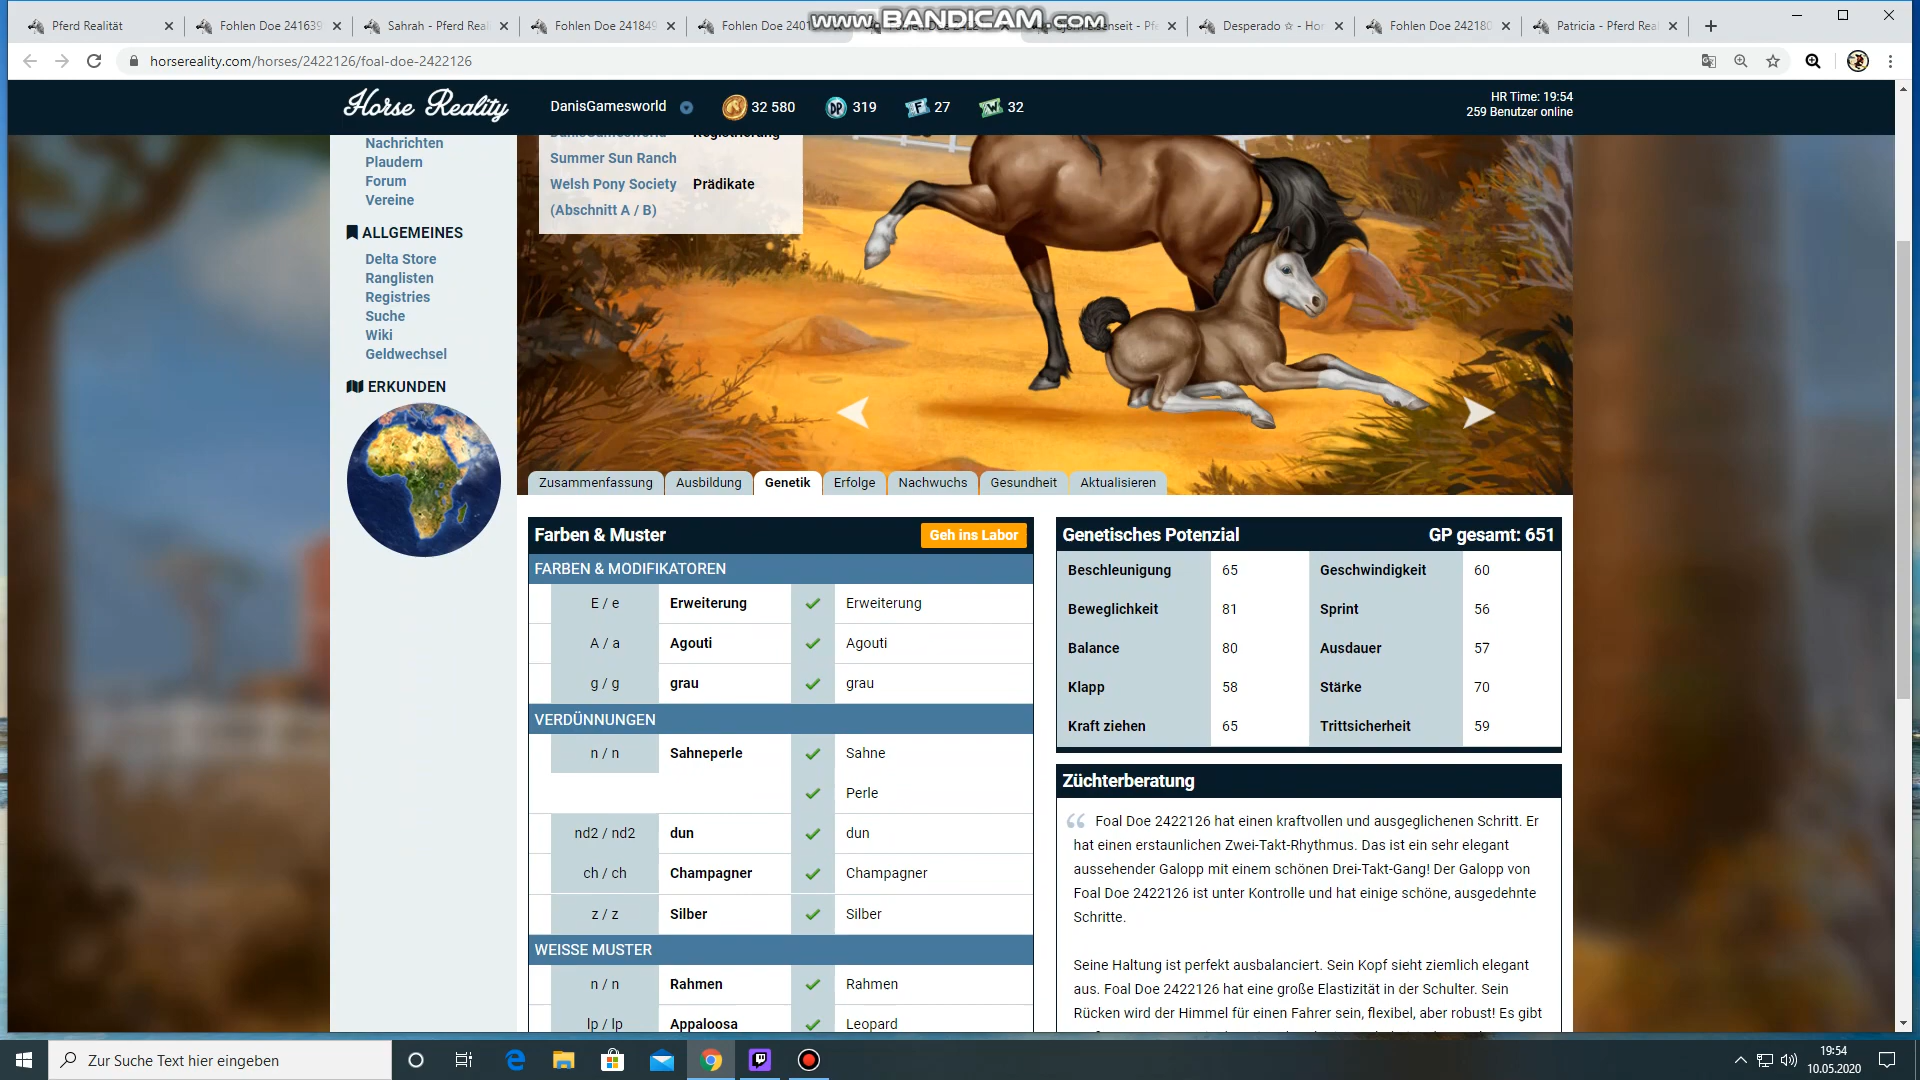 www.BANDICAM.com
Pferd Realität
Fohlen Doe 241639
Sahrah - Pferd Real
Fohlen Doe 241849
Fohlen Doe 2401
Desperado ☆ - Hor
Fohlen Doe 242180
Patricia - Pferd Rea
horsereality.com/horses/2422126/foal-doe-2422126
Horse Reality
DanisGamesworld
32 580
DP
319
F
27
W
32
HR Time: 19:54
259 Benutzer online
Nachrichten
Plaudern
Forum
Vereine
ALLGEMEINES
Delta Store
Ranglisten
Registries
Suche
Wiki
Geldwechsel
ERKUNDEN
DanisGamesworld Registrierung
Summer Sun Ranch
Welsh Pony Society Prädikate
(Abschnitt A / B)
Zusammenfassung Ausbildung Genetik Erfolge Nachwuchs Gesundheit Aktualisieren
Farben & Muster Geh ins Labor
FARBEN & MODIFIKATOREN
E / e Erweiterung Erweiterung
A / a Agouti Agouti
g / g grau grau
VERDÜNNUNGEN
n / n Sahneperle Sahne
Perle
nd2 / nd2 dun dun
ch / ch Champagner Champagner
z / z Silber Silber
WEISSE MUSTER
n / n Rahmen Rahmen
lp / lp Appaloosa Leopard
Genetisches Potenzial GP gesamt: 651
Beschleunigung 65 Geschwindigkeit 60
Beweglichkeit 81 Sprint 56
Balance 80 Ausdauer 57
Klapp 58 Stärke 70
Kraft ziehen 65 Trittsicherheit 59
Züchterberatung
Foal Doe 2422126 hat einen kraftvollen und ausgeglichenen Schritt. Er
hat einen erstaunlichen Zwei-Takt-Rhythmus. Das ist ein sehr elegant
aussehender Galopp mit einem schönen Drei-Takt-Gang! Der Galopp von
Foal Doe 2422126 ist unter Kontrolle und hat einige schöne, ausgedehnte
Schritte.
Seine Haltung ist perfekt ausbalanciert. Sein Kopf sieht ziemlich elegant
aus. Foal Doe 2422126 hat eine große Elastizität in der Schulter. Sein
Rücken wird der Himmel für einen Fahrer sein, flexibel, aber robust! Es gibt
Zur Suche Text hier eingeben
19:54
10.05.2020